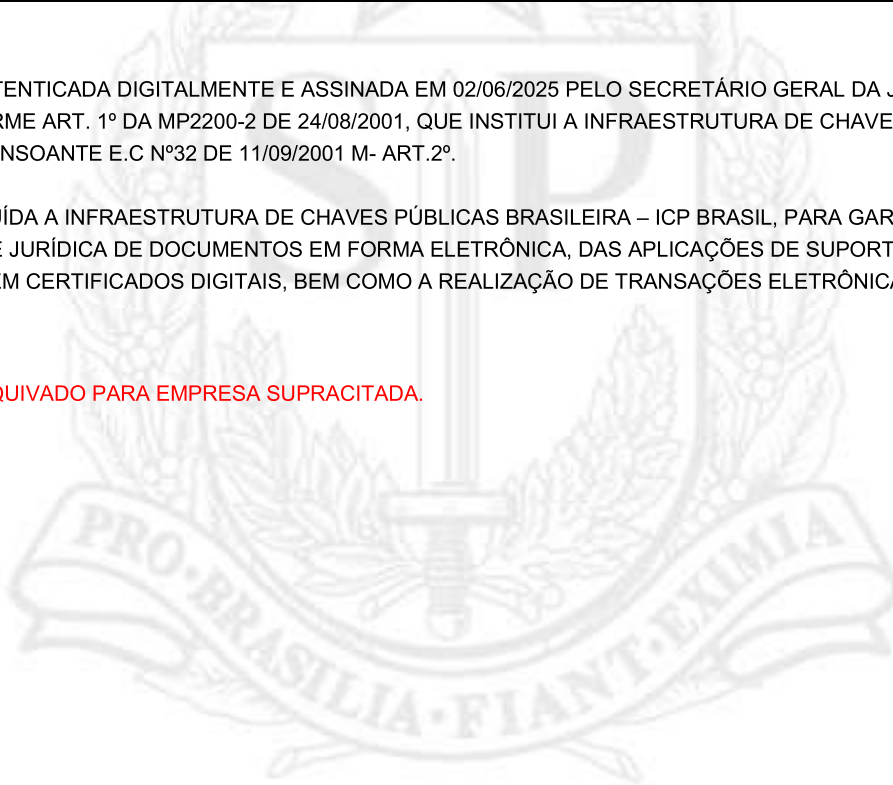 TENTICADA DIGITALMENTE E ASSINADA EM 02/06/2025 PELO SECRETÁRIO GERAL DA J
RME ART. 1º DA MP2200-2 DE 24/08/2001, QUE INSTITUI A INFRAESTRUTURA DE CHAVE
NSOANTE E.C Nº32 DE 11/09/2001 M- ART.2º.
UÍDA A INFRAESTRUTURA DE CHAVES PÚBLICAS BRASILEIRA – ICP BRASIL, PARA GAR
E JURÍDICA DE DOCUMENTOS EM FORMA ELETRÔNICA, DAS APLICAÇÕES DE SUPORT
EM CERTIFICADOS DIGITAIS, BEM COMO A REALIZAÇÃO DE TRANSAÇÕES ELETRÔNICA
QUIVADO PARA EMPRESA SUPRACITADA.
SP
PRO·BRASILIA·FIANT·EXIMIA